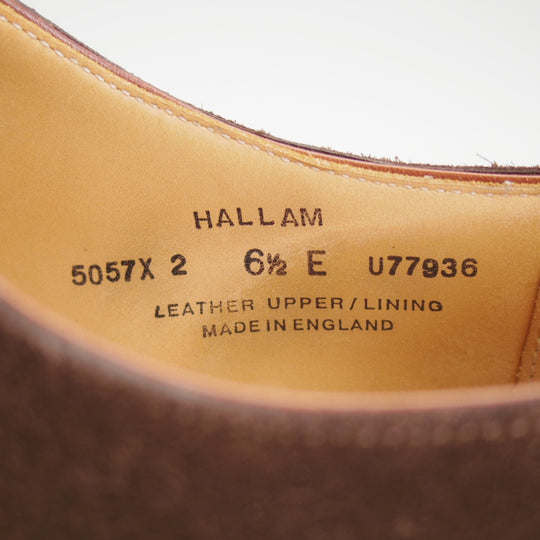 HALLAM
5057X 2 6½ E U77936
LEATHER UPPER/LINING
MADE IN ENGLAND